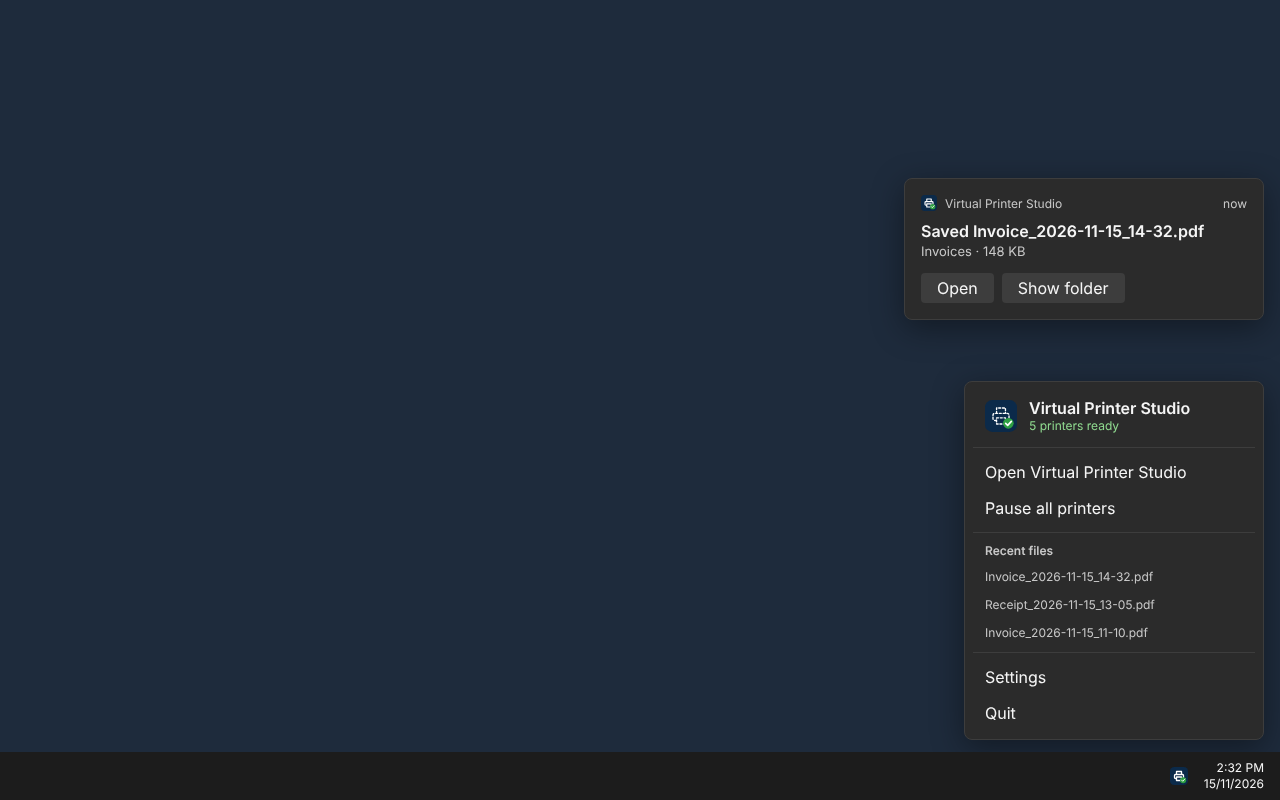 Virtual Printer Studio
now
Saved Invoice_2026-11-15_14-32.pdf
Invoices · 148 KB
Open
Show folder
Virtual Printer Studio
5 printers ready
Open Virtual Printer Studio
Pause all printers
Recent files
Invoice_2026-11-15_14-32.pdf
Receipt_2026-11-15_13-05.pdf
Invoice_2026-11-15_11-10.pdf
Settings
Quit
2:32 PM
15/11/2026